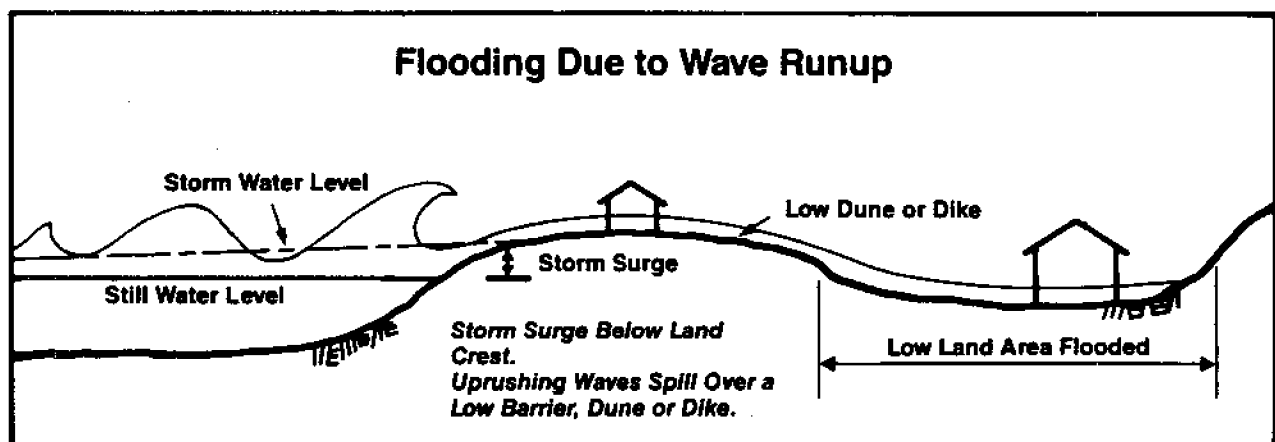 Flooding Due to Wave Runup
Storm Water Level
Low Dune or Dike
Storm Surge
Still Water Level
Storm Surge Below Land
Crest.
Uprushing Waves Spill Over a
Low Barrier, Dune or Dike.
Low Land Area Flooded